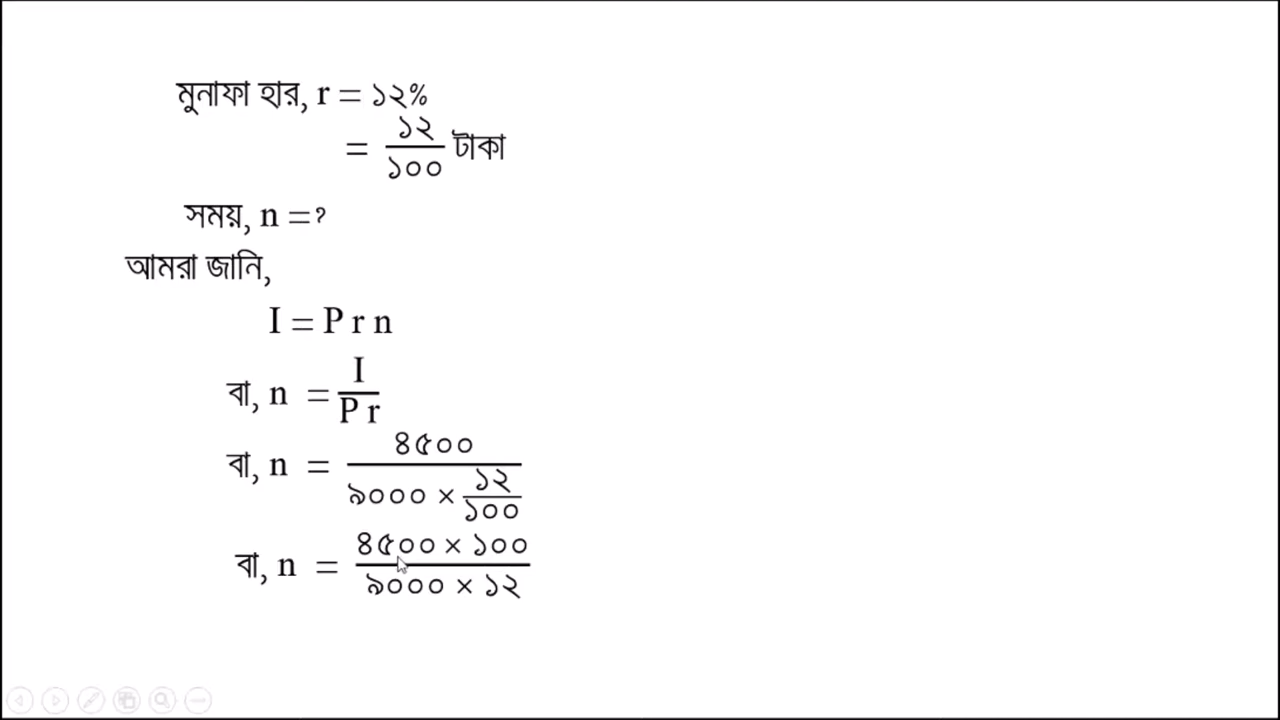 মুনাফা হার, r = ১২%
= ১২/১০০ টাকা
সময়, n =?
আমরা জানি,
I = P r n
বা, n = I/P r
বা, n = ৪৫০০/৯০০০ × ১২/১০০
বা, n = ৪৫০০ × ১০০/৯০০০ × ১২